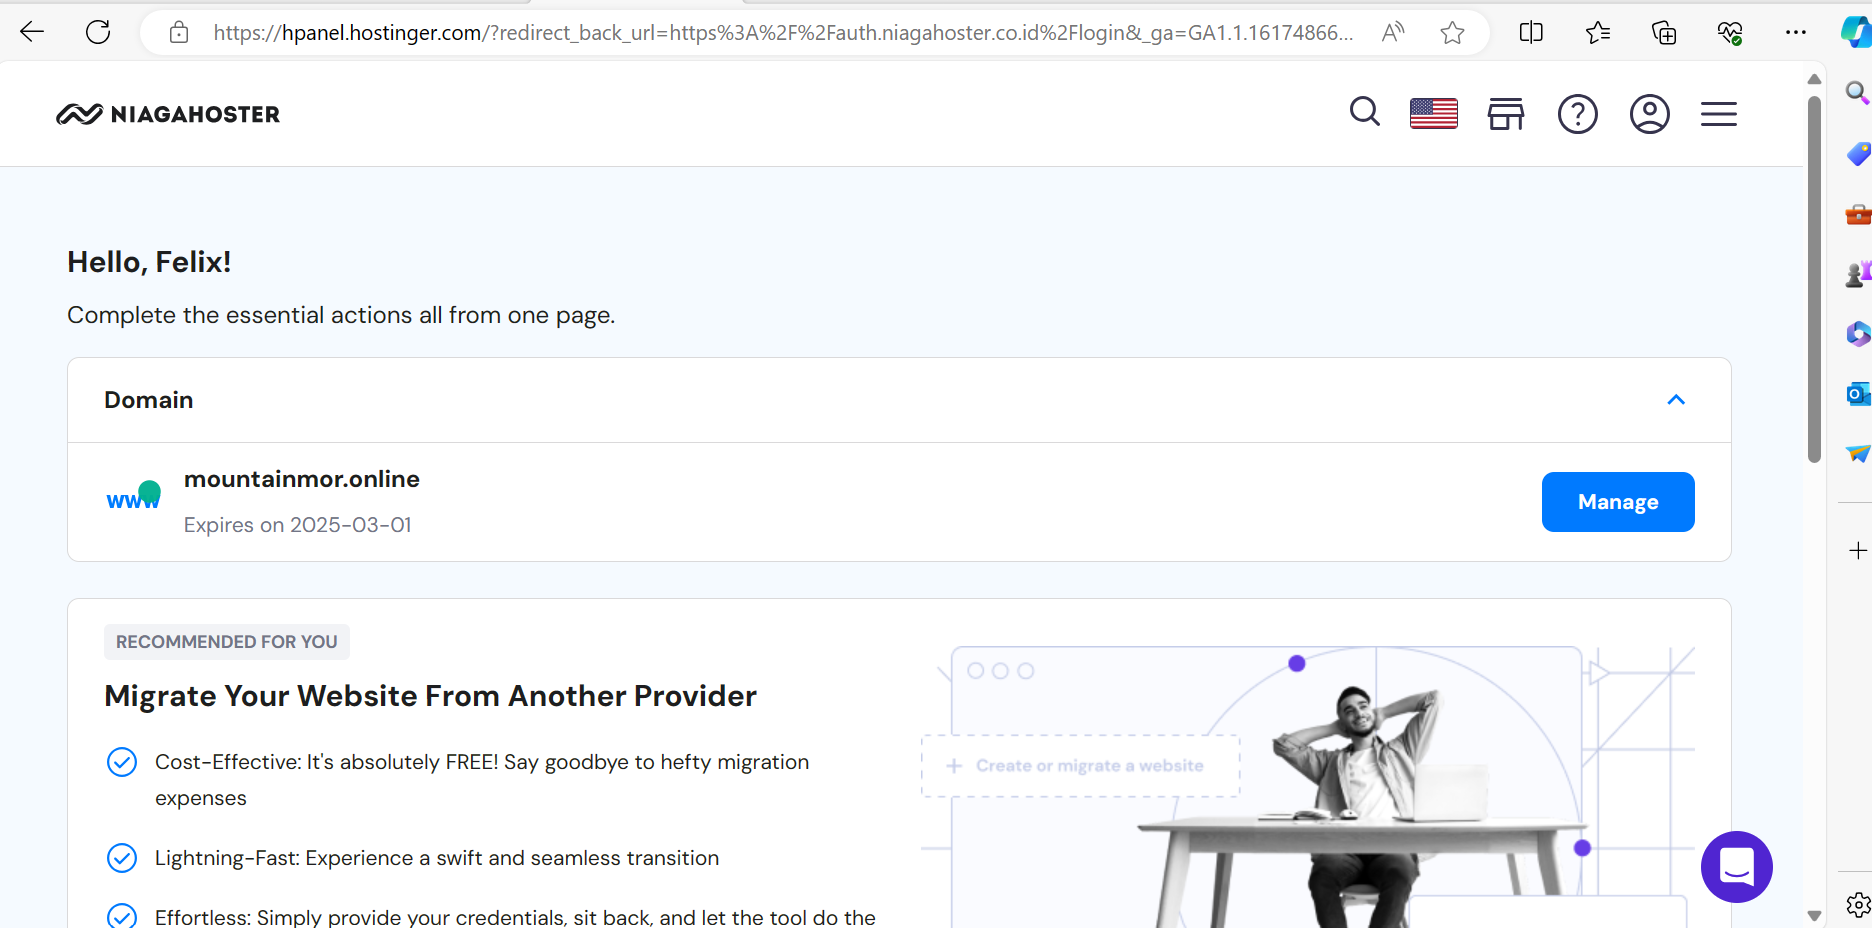 https://hpanel.hostinger.com/?redirect_back_url=https%3A%2F%2Fauth.niagahoster.co.id%2Flogin&_ga=GA1.1.16174866...
NIAGAHOSTER
Hello, Felix!
Complete the essential actions all from one page.
Domain
www
mountainmor.online
Expires on 2025-03-01
Manage
RECOMMENDED FOR YOU
Migrate Your Website From Another Provider
Cost-Effective: It's absolutely FREE! Say goodbye to hefty migration
expenses
Lightning-Fast: Experience a swift and seamless transition
Effortless: Simply provide your credentials, sit back, and let the tool do the
+ Create or migrate a website